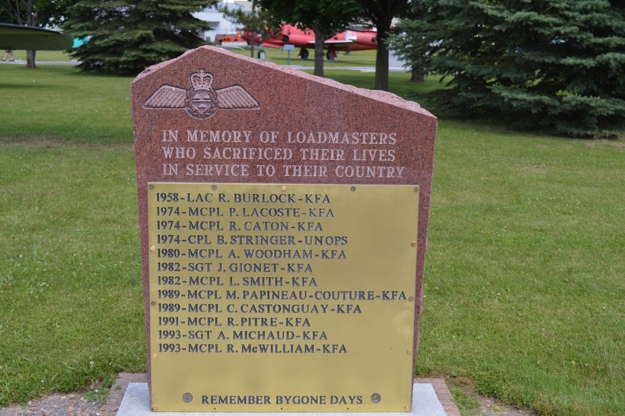 IN MEMORY OF LOADMASTERS
WHO SACRIFICED THEIR LIVES
IN SERVICE TO THEIR COUNTRY
1958-LAC R. BURLOCK-KFA
1974-MCPL P. LACOSTE-KFA
1974-MCPL R. CATON-KFA
1974-CPL B. STRINGER-UNOPS
1980-MCPL A. WOODHAM-KFA
1982-SGT J. GIONET-KFA
1982-MCPL L. SMITH-KFA
1989-MCPL M. PAPINEAU-COUTURE-KFA
1989-MCPL C. CASTONGUAY-KFA
1991-MCPL R. PITRE-KFA
1993-SGT A. MICHAUD-KFA
1993-MCPL R. McWILLIAM-KFA
REMEMBER BYGONE DAYS